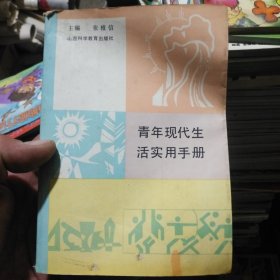 主编 张雅信
山西科学教育出版社
青年现代生
活实用手册